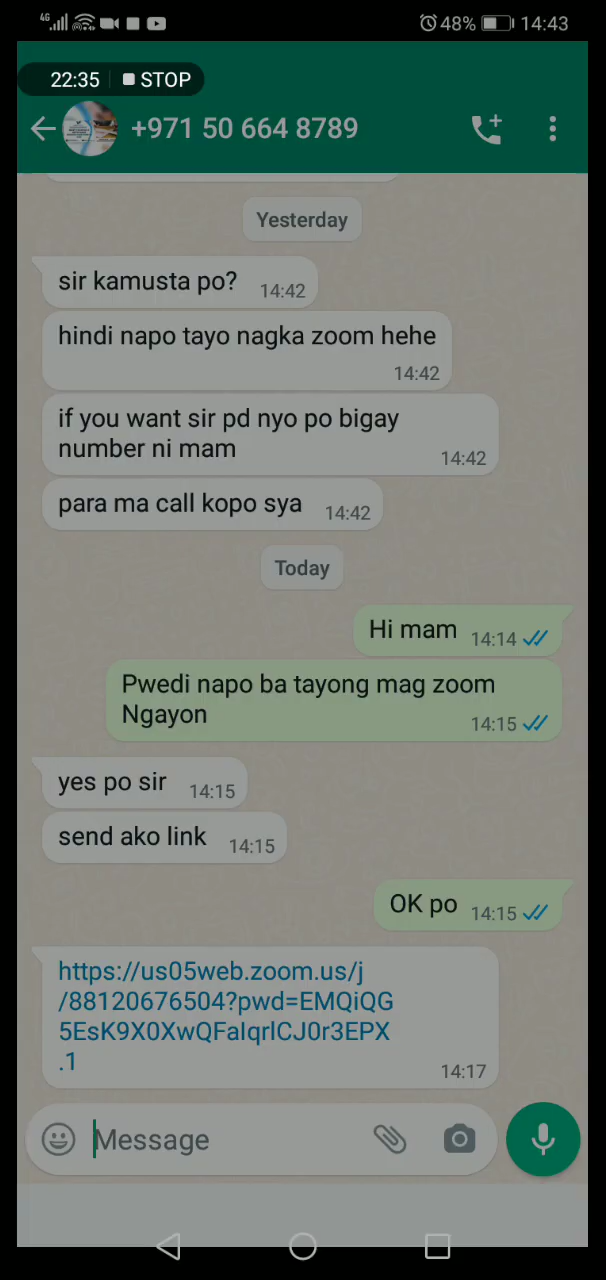 4G 48% 14:43
22:35 STOP
+971 50 664 8789
Yesterday
sir kamusta po? 14:42
hindi napo tayo nagka zoom hehe
14:42
if you want sir pd nyo po bigay
number ni mam 14:42
para ma call kopo sya 14:42
Today
Hi mam 14:14
Pwedi napo ba tayong mag zoom
Ngayon 14:15
yes po sir 14:15
send ako link 14:15
OK po 14:15
https://us05web.zoom.us/j
/88120676504?pwd=EMQiQG
5EsK9X0XwQFaIqrlCJ0r3EPX
.1
14:17
Message